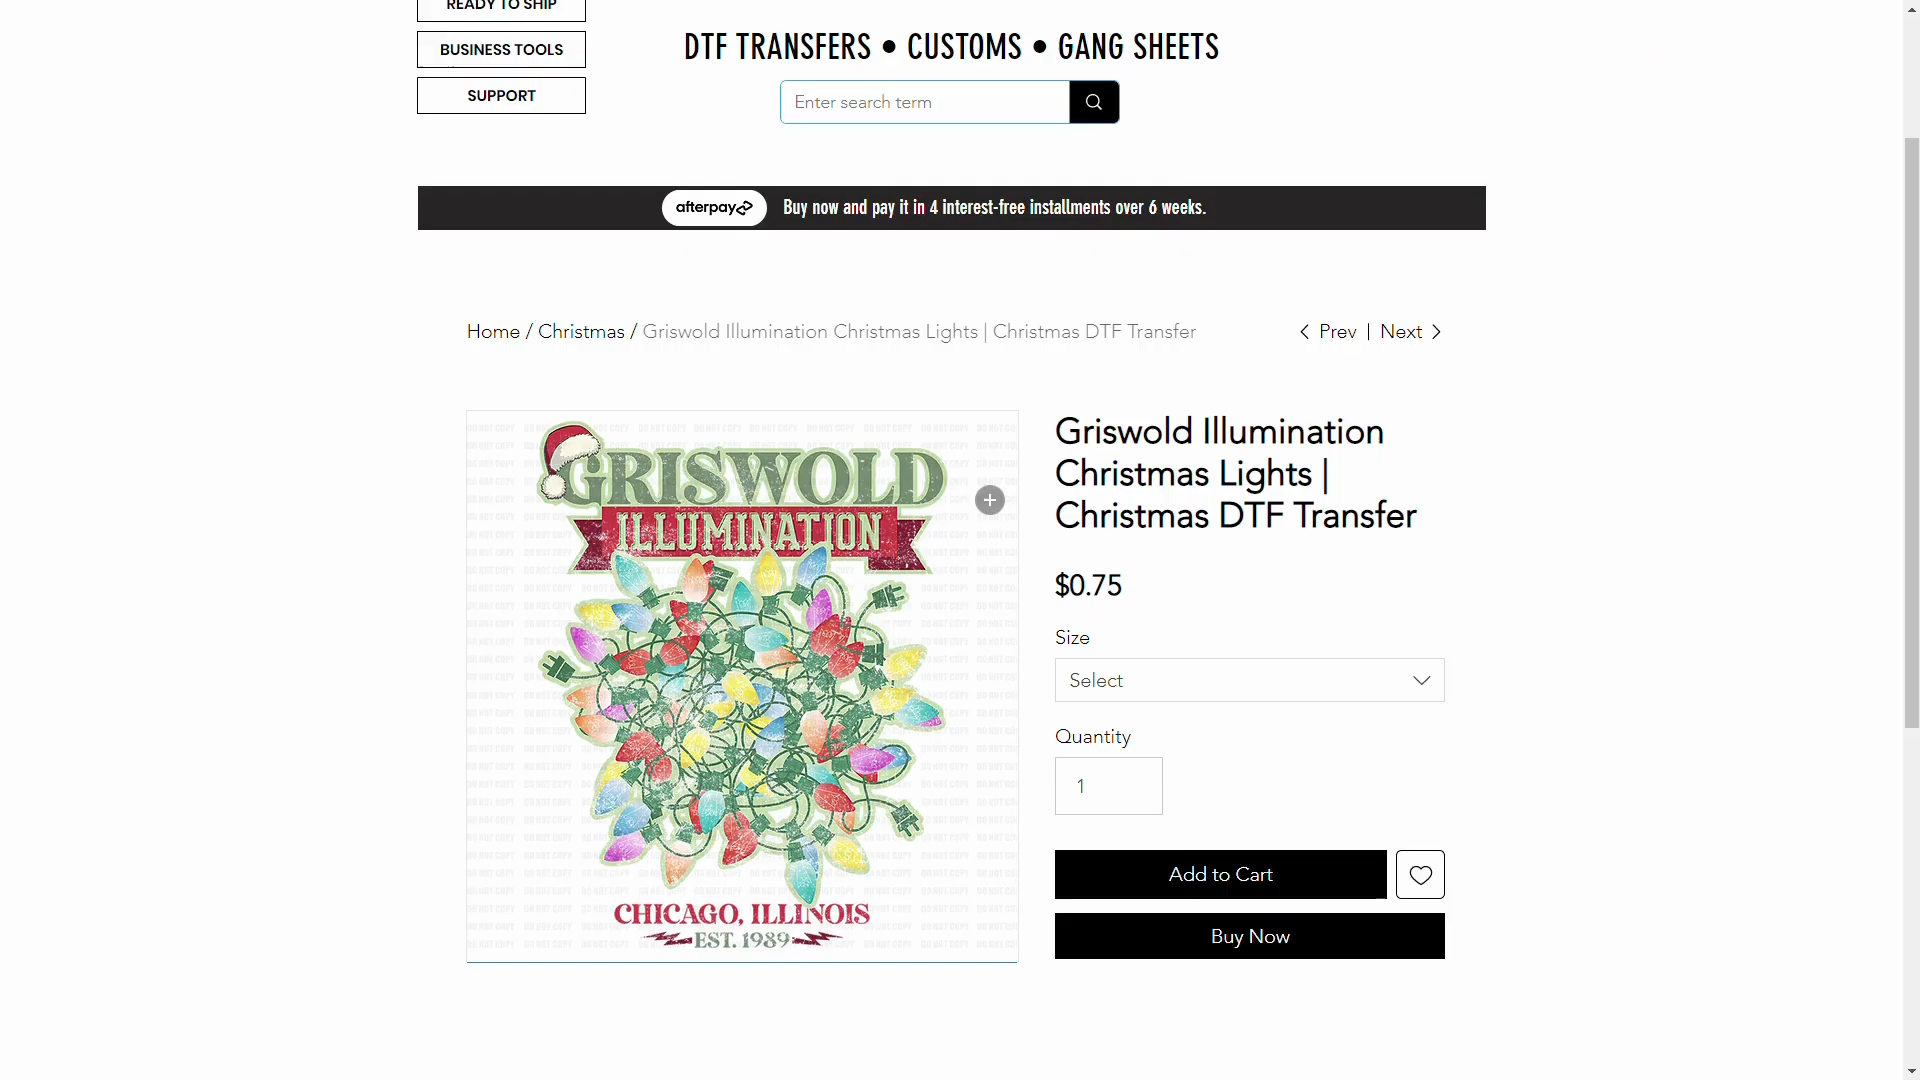 READY TO SHIP
BUSINESS TOOLS
SUPPORT
DTF TRANSFERS • CUSTOMS • GANG SHEETS
Enter search term
afterpay
Buy now and pay it in 4 interest-free installments over 6 weeks.
Home / Christmas / Griswold Illumination Christmas Lights | Christmas DTF Transfer
Prev | Next
GRISWOLD
ILLUMINATION
CHICAGO, ILLINOIS
EST. 1989
DO NOT COPY
Griswold Illumination
Christmas Lights |
Christmas DTF Transfer
$0.75
Size
Select
Quantity
1
Add to Cart
Buy Now